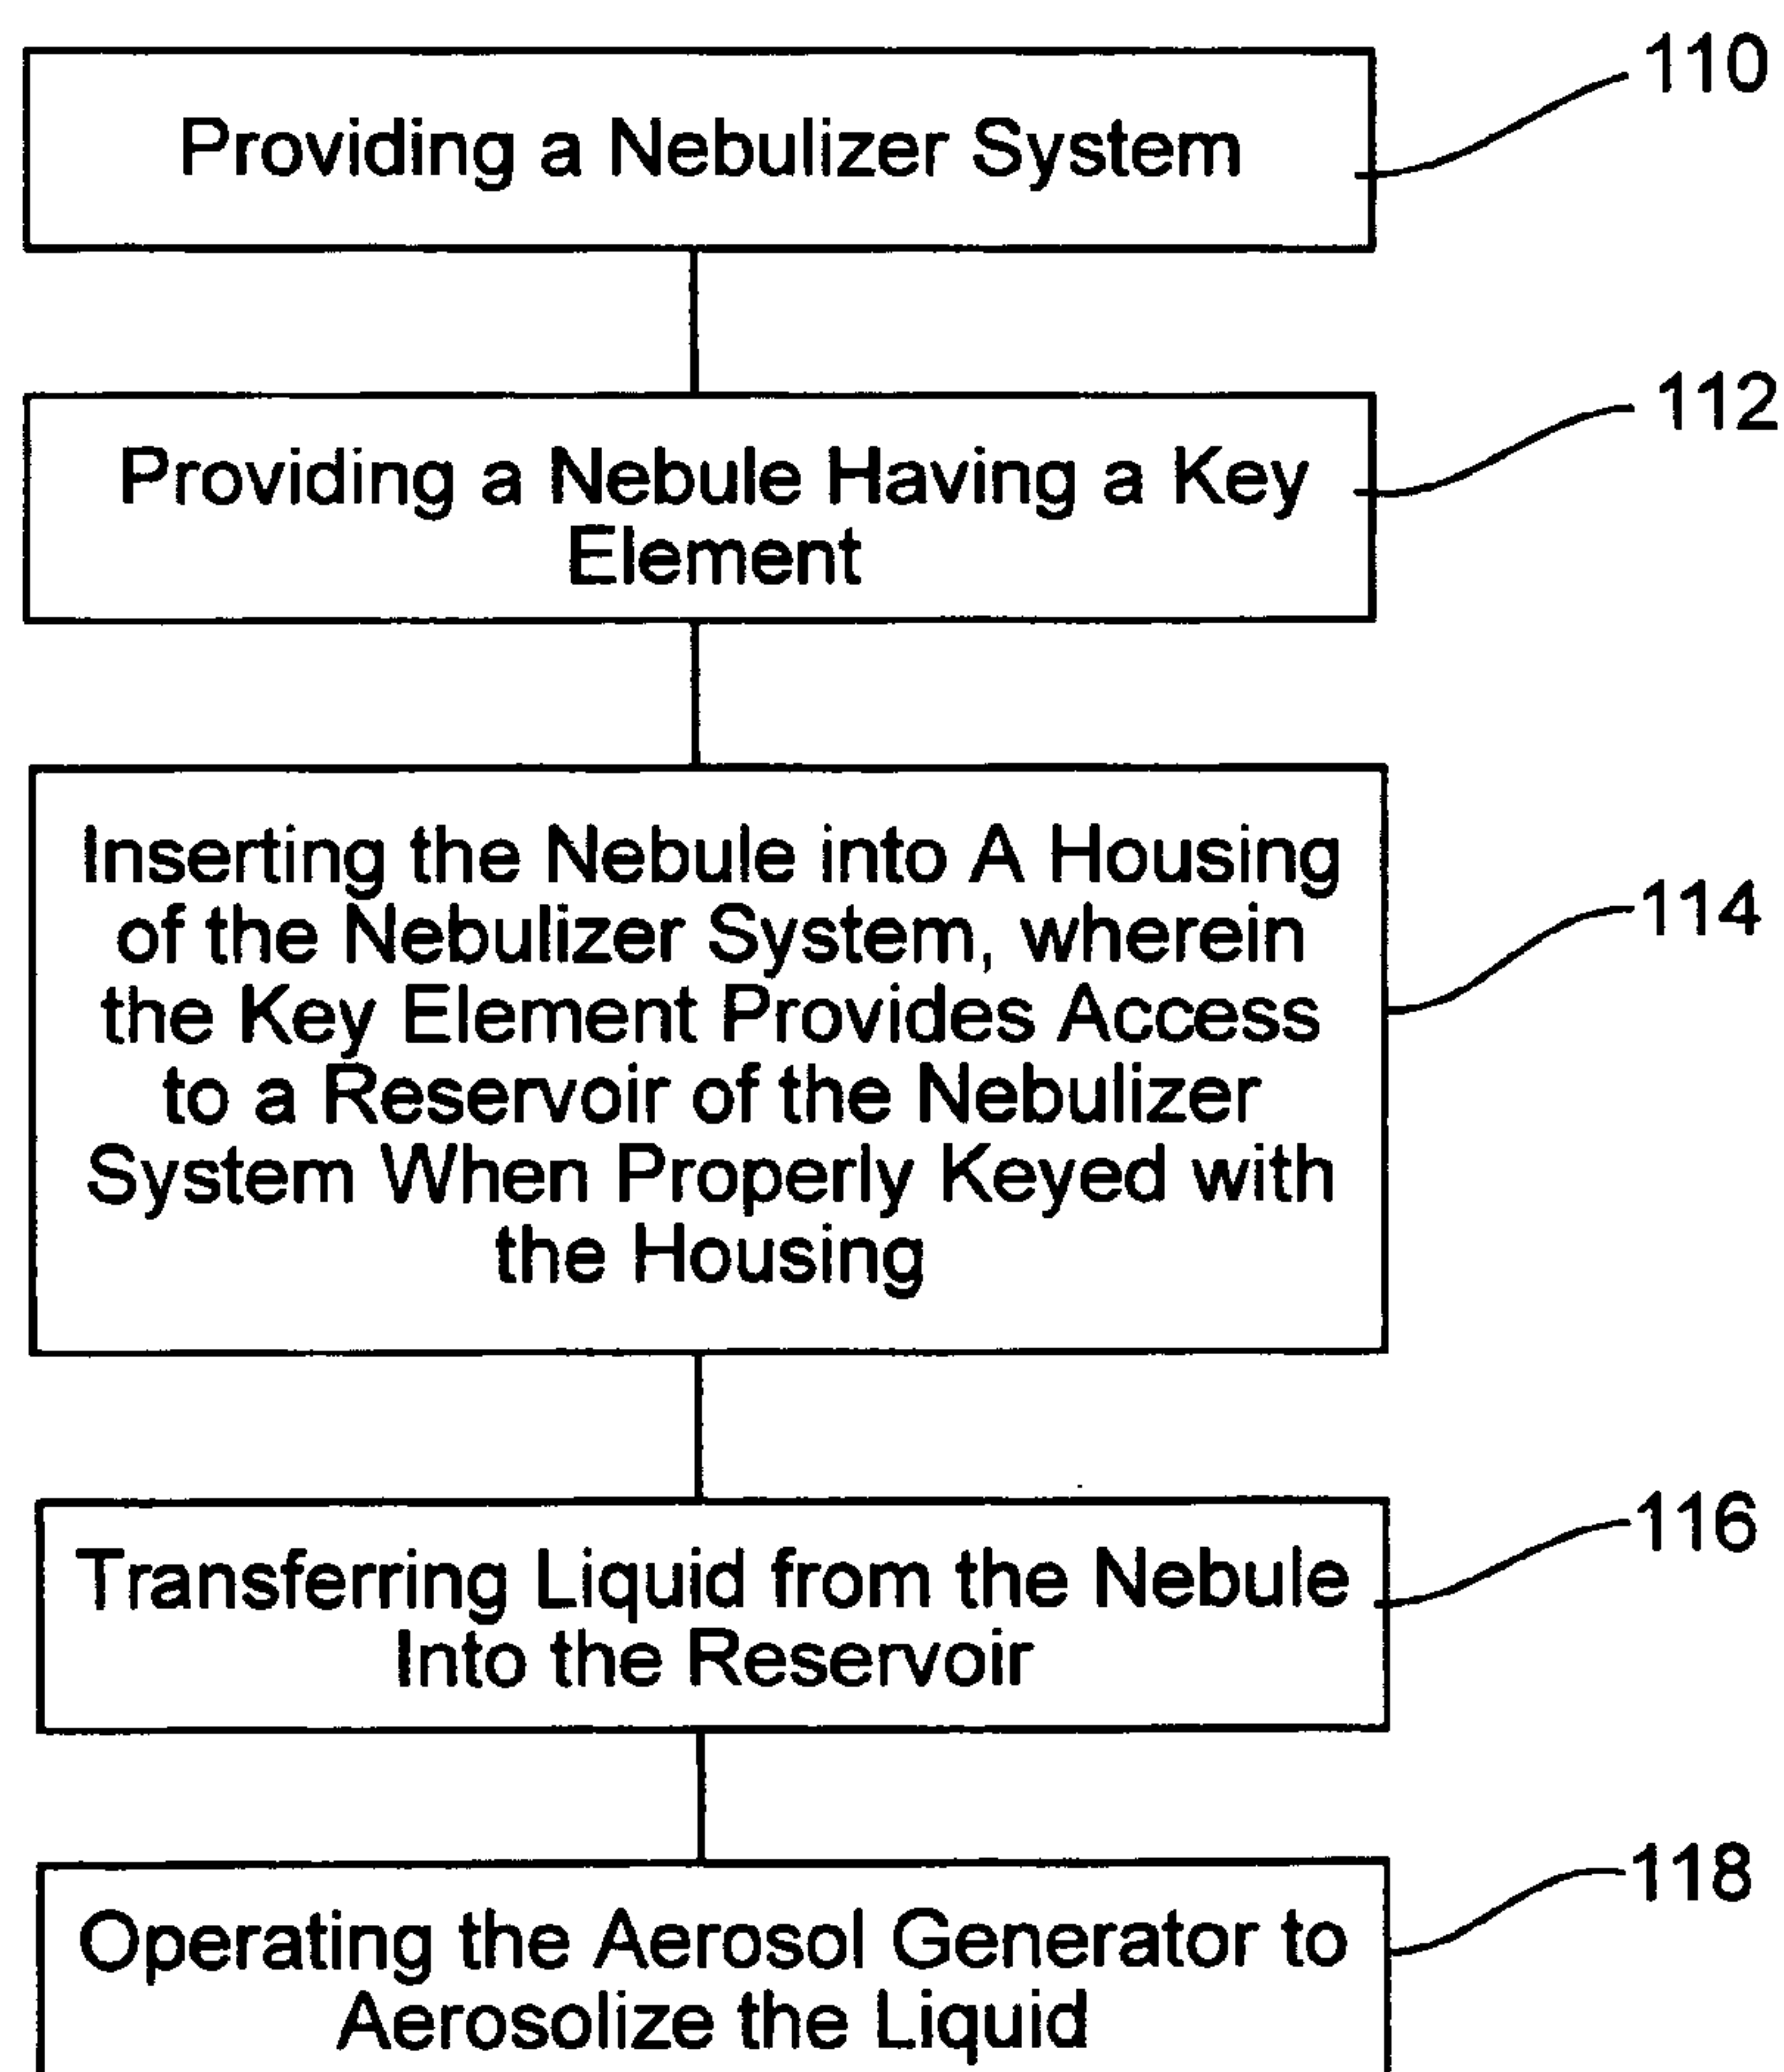 110
Providing a Nebulizer System
112
Providing a Nebule Having a Key
Element
Inserting the Nebule into A Housing
of the Nebulizer System, wherein
the Key Element Provides Access
to a Reservoir of the Nebulizer
System When Properly Keyed with
the Housing
114
Transferring Liquid from the Nebule
Into the Reservoir
116
Operating the Aerosol Generator to
Aerosolize the Liquid
118